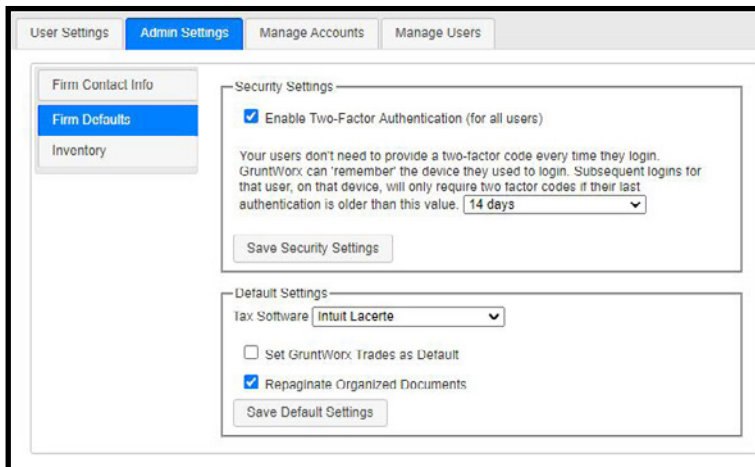 User Settings
Admin Settings
Manage Accounts
Manage Users
Firm Contact Info
Firm Defaults
Inventory
Security Settings
Enable Two-Factor Authentication (for all users)
Your users don't need to provide a two-factor code every time they login.
GruntWorx can 'remember' the device they used to login. Subsequent logins for
that user, on that device, will only require two factor codes if their last
authentication is older than this value. 14 days
Save Security Settings
Default Settings
Tax Software Intuit Lacerte
Set GruntWorx Trades as Default
Repaginate Organized Documents
Save Default Settings